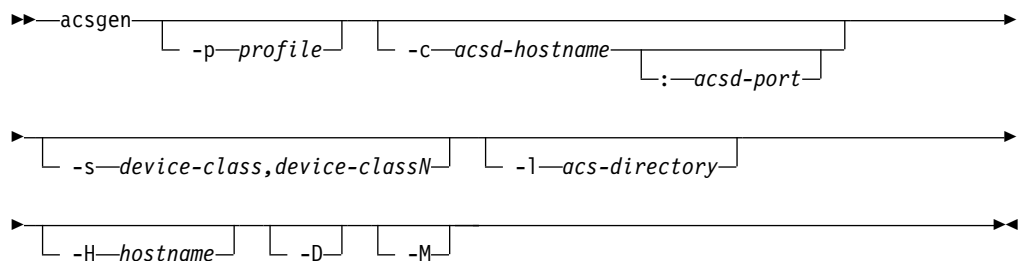 acsgen -p profile -c acsd-hostname : acsd-port
-s device-class,device-classN -l acs-directory
-H hostname -D -M